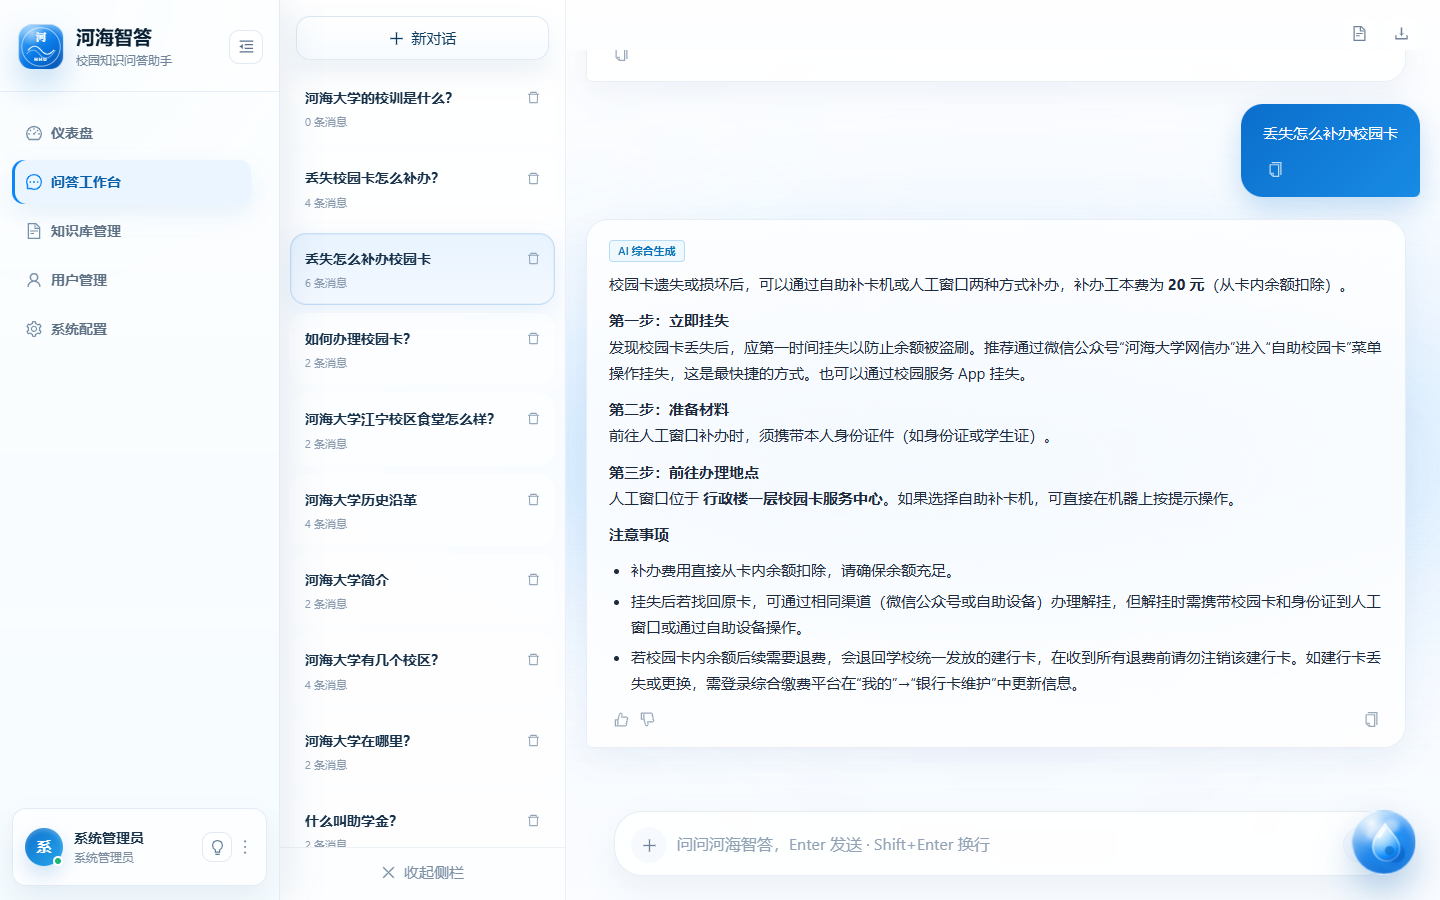 河
HHU
河海智答
校园知识问答助手
仪表盘
问答工作台
知识库管理
用户管理
系统配置
系
系统管理员
系统管理员
新对话
河海大学的校训是什么?
0 条消息
丢失校园卡怎么补办?
4 条消息
丢失怎么补办校园卡
6 条消息
如何办理校园卡?
2 条消息
河海大学江宁校区食堂怎么样?
2 条消息
河海大学历史沿革
4 条消息
河海大学简介
2 条消息
河海大学有几个校区?
4 条消息
河海大学在哪里?
2 条消息
什么叫助学金?
2 条消息
收起侧栏
丢失怎么补办校园卡
AI 综合生成
校园卡遗失或损坏后，可以通过自助补卡机或人工窗口两种方式补办，补办工本费为 20 元（从卡内余额扣除）。
第一步：立即挂失
发现校园卡丢失后，应第一时间挂失以防止余额被盗刷。推荐通过微信公众号“河海大学网信办”进入“自助校园卡”菜单
操作挂失，这是最快捷的方式。也可以通过校园服务 App 挂失。
第二步：准备材料
前往人工窗口补办时，须携带本人身份证件（如身份证或学生证）。
第三步：前往办理地点
人工窗口位于 行政楼一层校园卡服务中心。如果选择自助补卡机，可直接在机器上按提示操作。
注意事项
• 补办费用直接从卡内余额扣除，请确保余额充足。
• 挂失后若找回原卡，可通过相同渠道（微信公众号或自助设备）办理解挂，但解挂时需携带校园卡和身份证到人工
窗口或通过自助设备操作。
• 若校园卡内余额后续需要退费，会退回学校统一发放的建行卡，在收到所有退费前请勿注销该建行卡。如建行卡丢
失或更换，需登录综合缴费平台在“我的”→“银行卡维护”中更新信息。
问问河海智答，Enter 发送 · Shift+Enter 换行